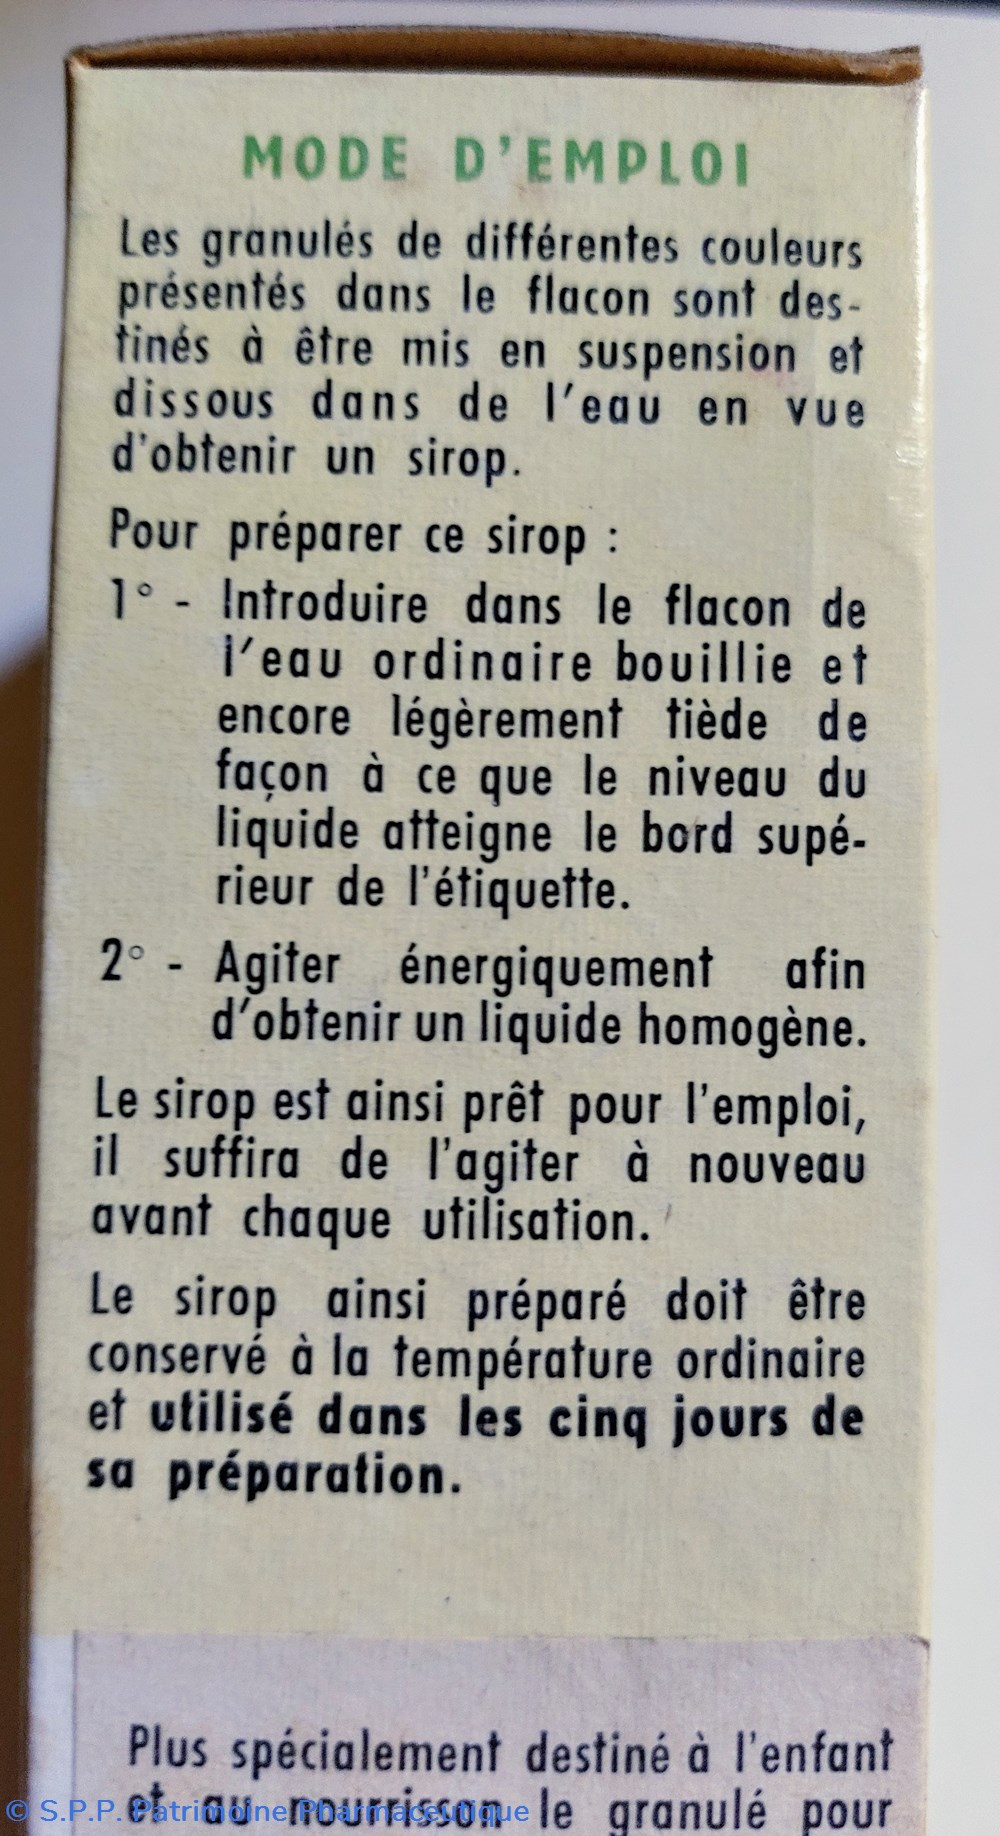 MODE D'EMPLOI
Les granulés de différentes couleurs
présentés dans le flacon sont des-
tinés à être mis en suspension et
dissous dans de l'eau en vue
d'obtenir un sirop.
Pour préparer ce sirop :
1° - Introduire dans le flacon de
l'eau ordinaire bouillie et
encore légèrement tiède de
façon à ce que le niveau du
liquide atteigne le bord supé-
rieur de l'étiquette.
2° - Agiter énergiquement afin
d'obtenir un liquide homogène.
Le sirop est ainsi prêt pour l'emploi,
il suffira de l'agiter à nouveau
avant chaque utilisation.
Le sirop ainsi préparé doit être
conservé à la température ordinaire
et utilisé dans les cinq jours de
sa préparation.
Plus spécialement destiné à l'enfant
et au nourrisson le granulé pour
© S.P.P. Patrimoine Pharmaceutique